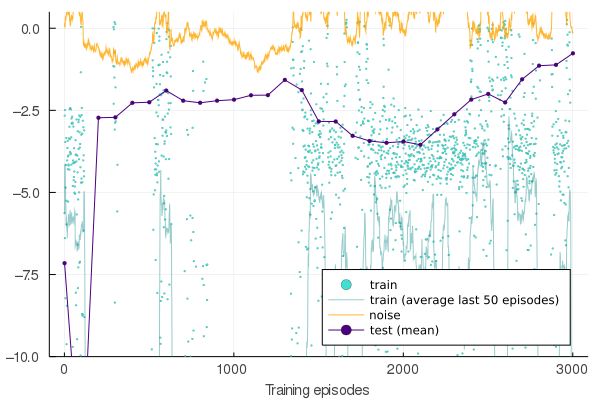 0.0
−2.5
−5.0
−7.5
−10.0
0
1000
2000
3000
Training episodes
train
train (average last 50 episodes)
noise
test (mean)